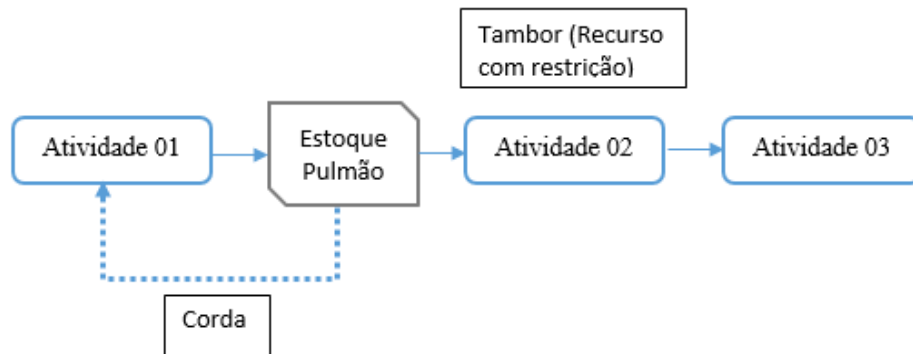 Tambor (Recurso
com restrição)
Atividade 01
Estoque
Pulmão
Atividade 02
Atividade 03
Corda